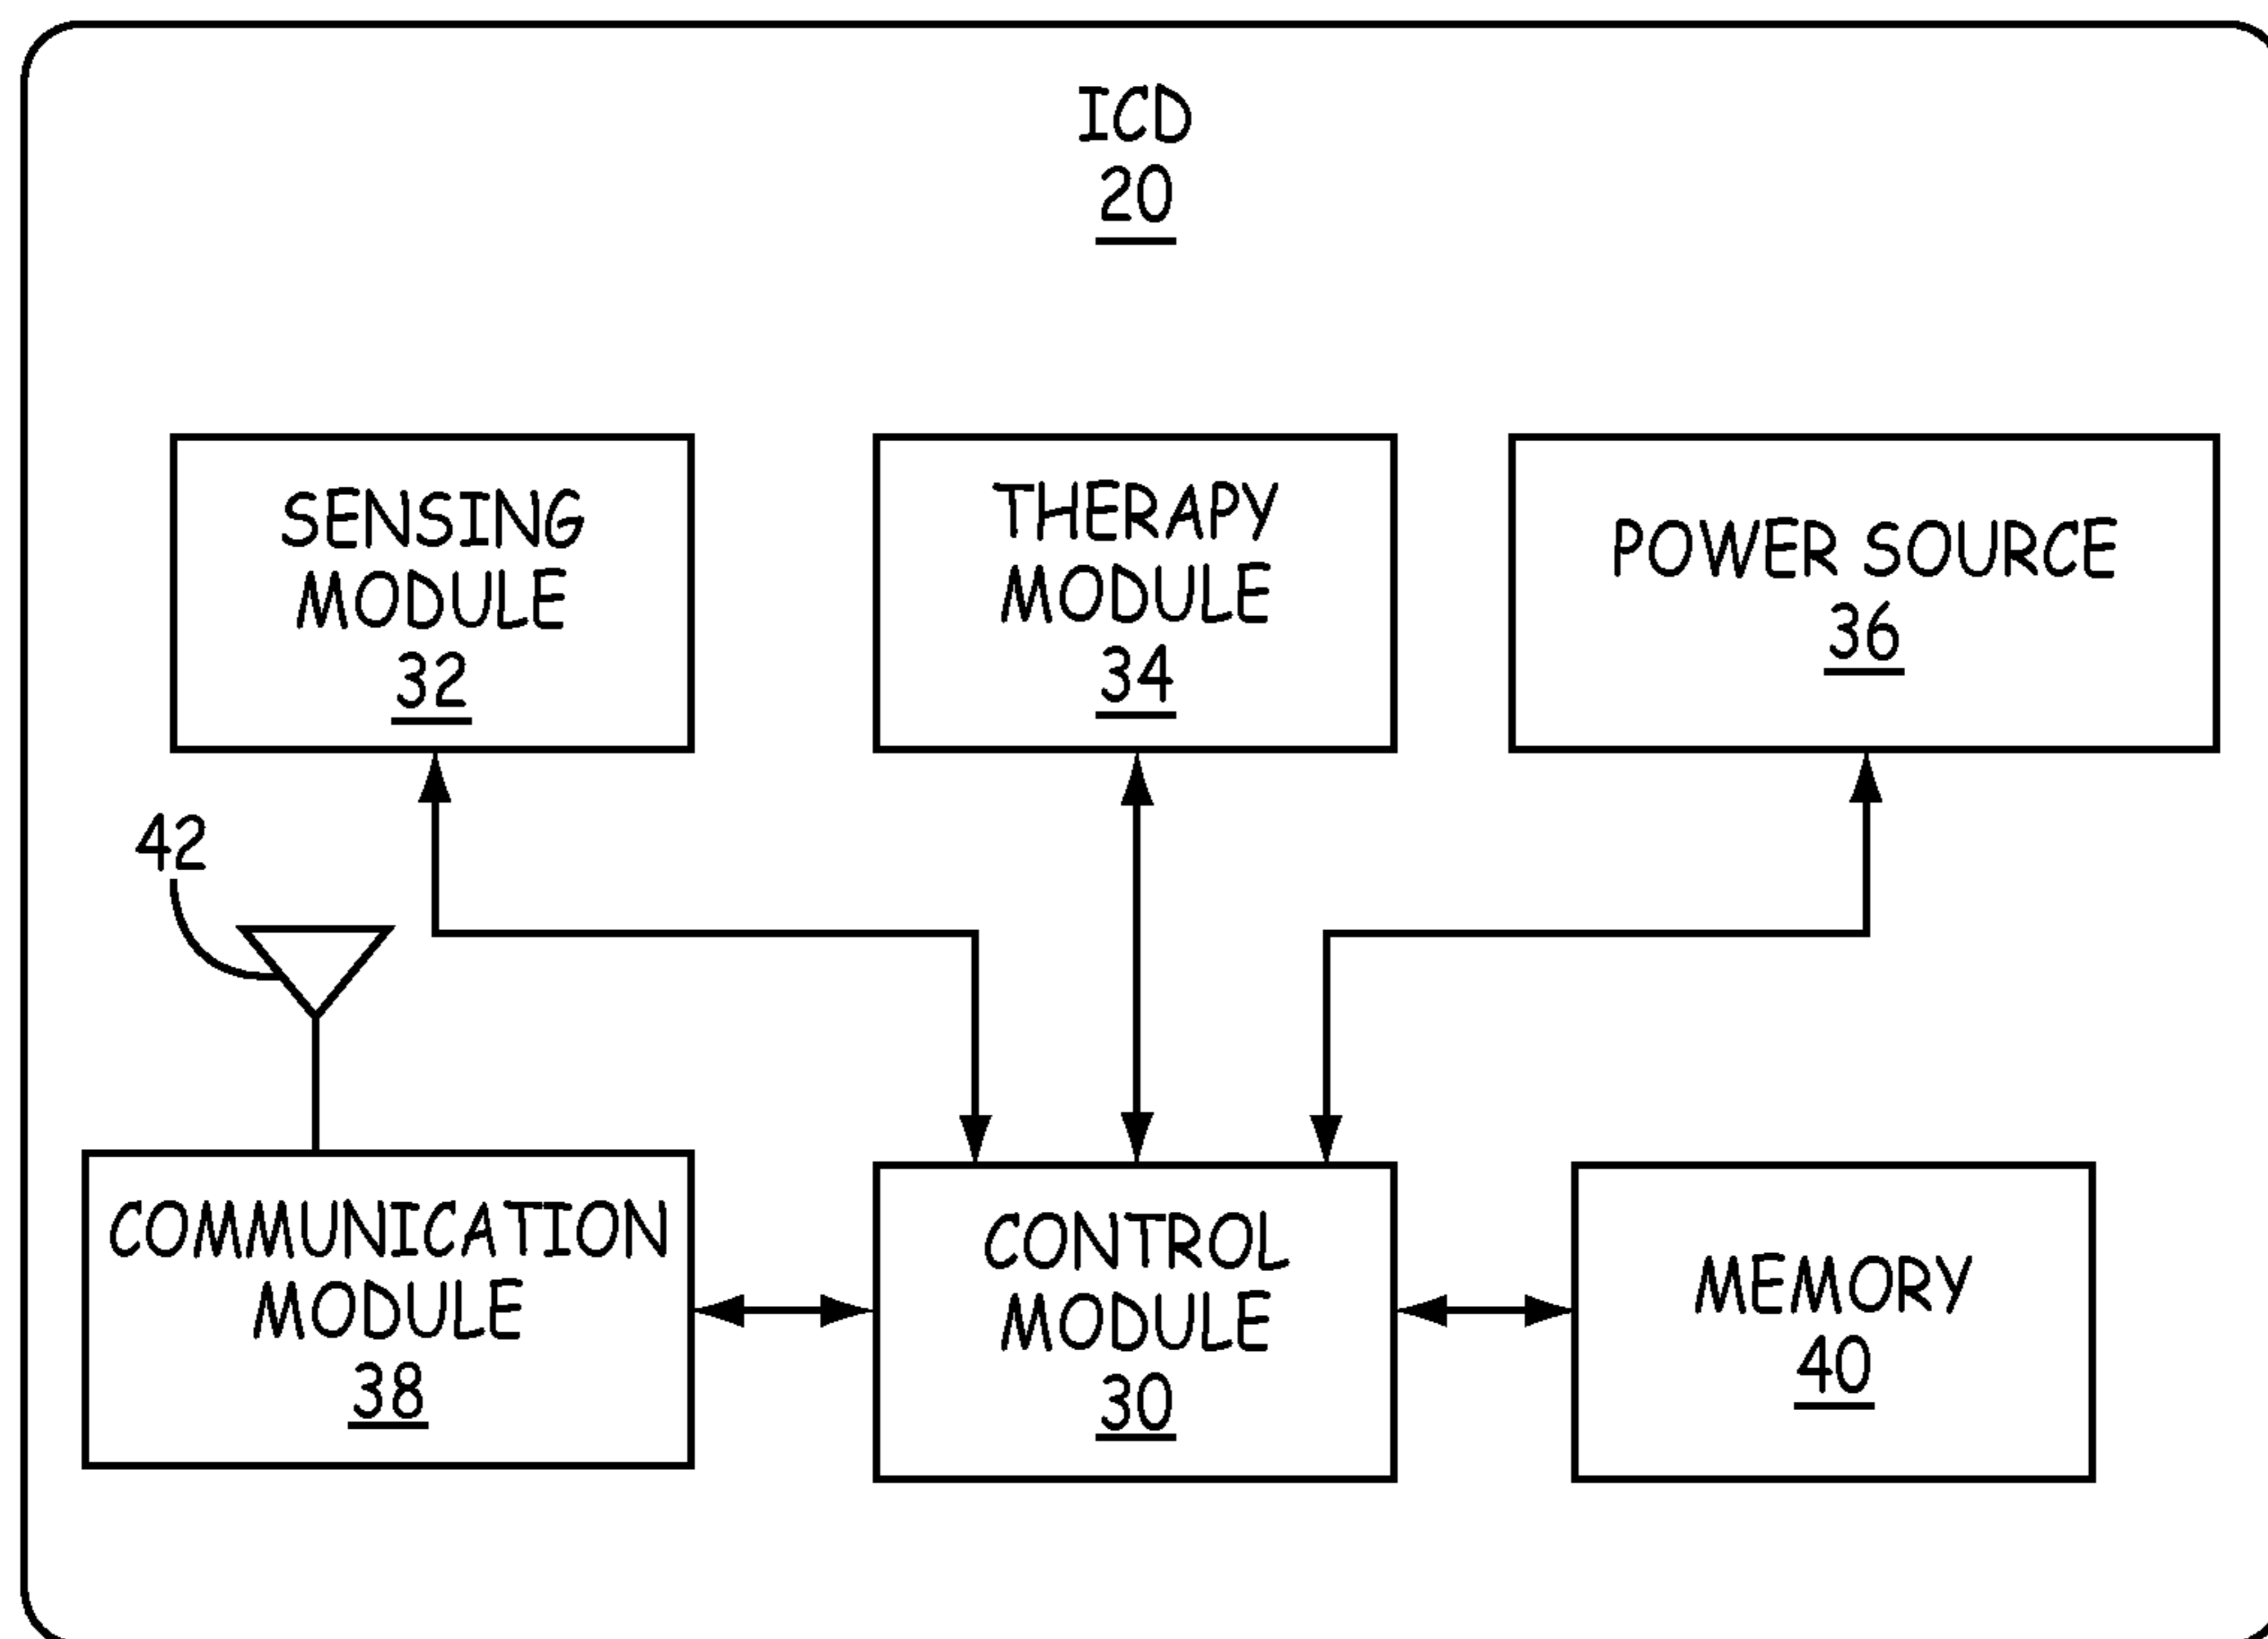 ICD
20
SENSING
MODULE
32
THERAPY
MODULE
34
POWER SOURCE
36
42
COMMUNICATION
MODULE
38
CONTROL
MODULE
30
MEMORY
40